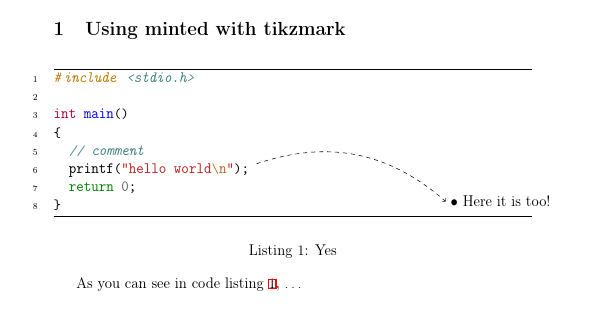 1 Using minted with tikzmark
1 #include <stdio.h>
2
3 int main()
4 {
5 // comment
6 printf("hello world\n");
7 return 0;
8 }
• Here it is too!
Listing 1: Yes
As you can see in code listing 1, ...